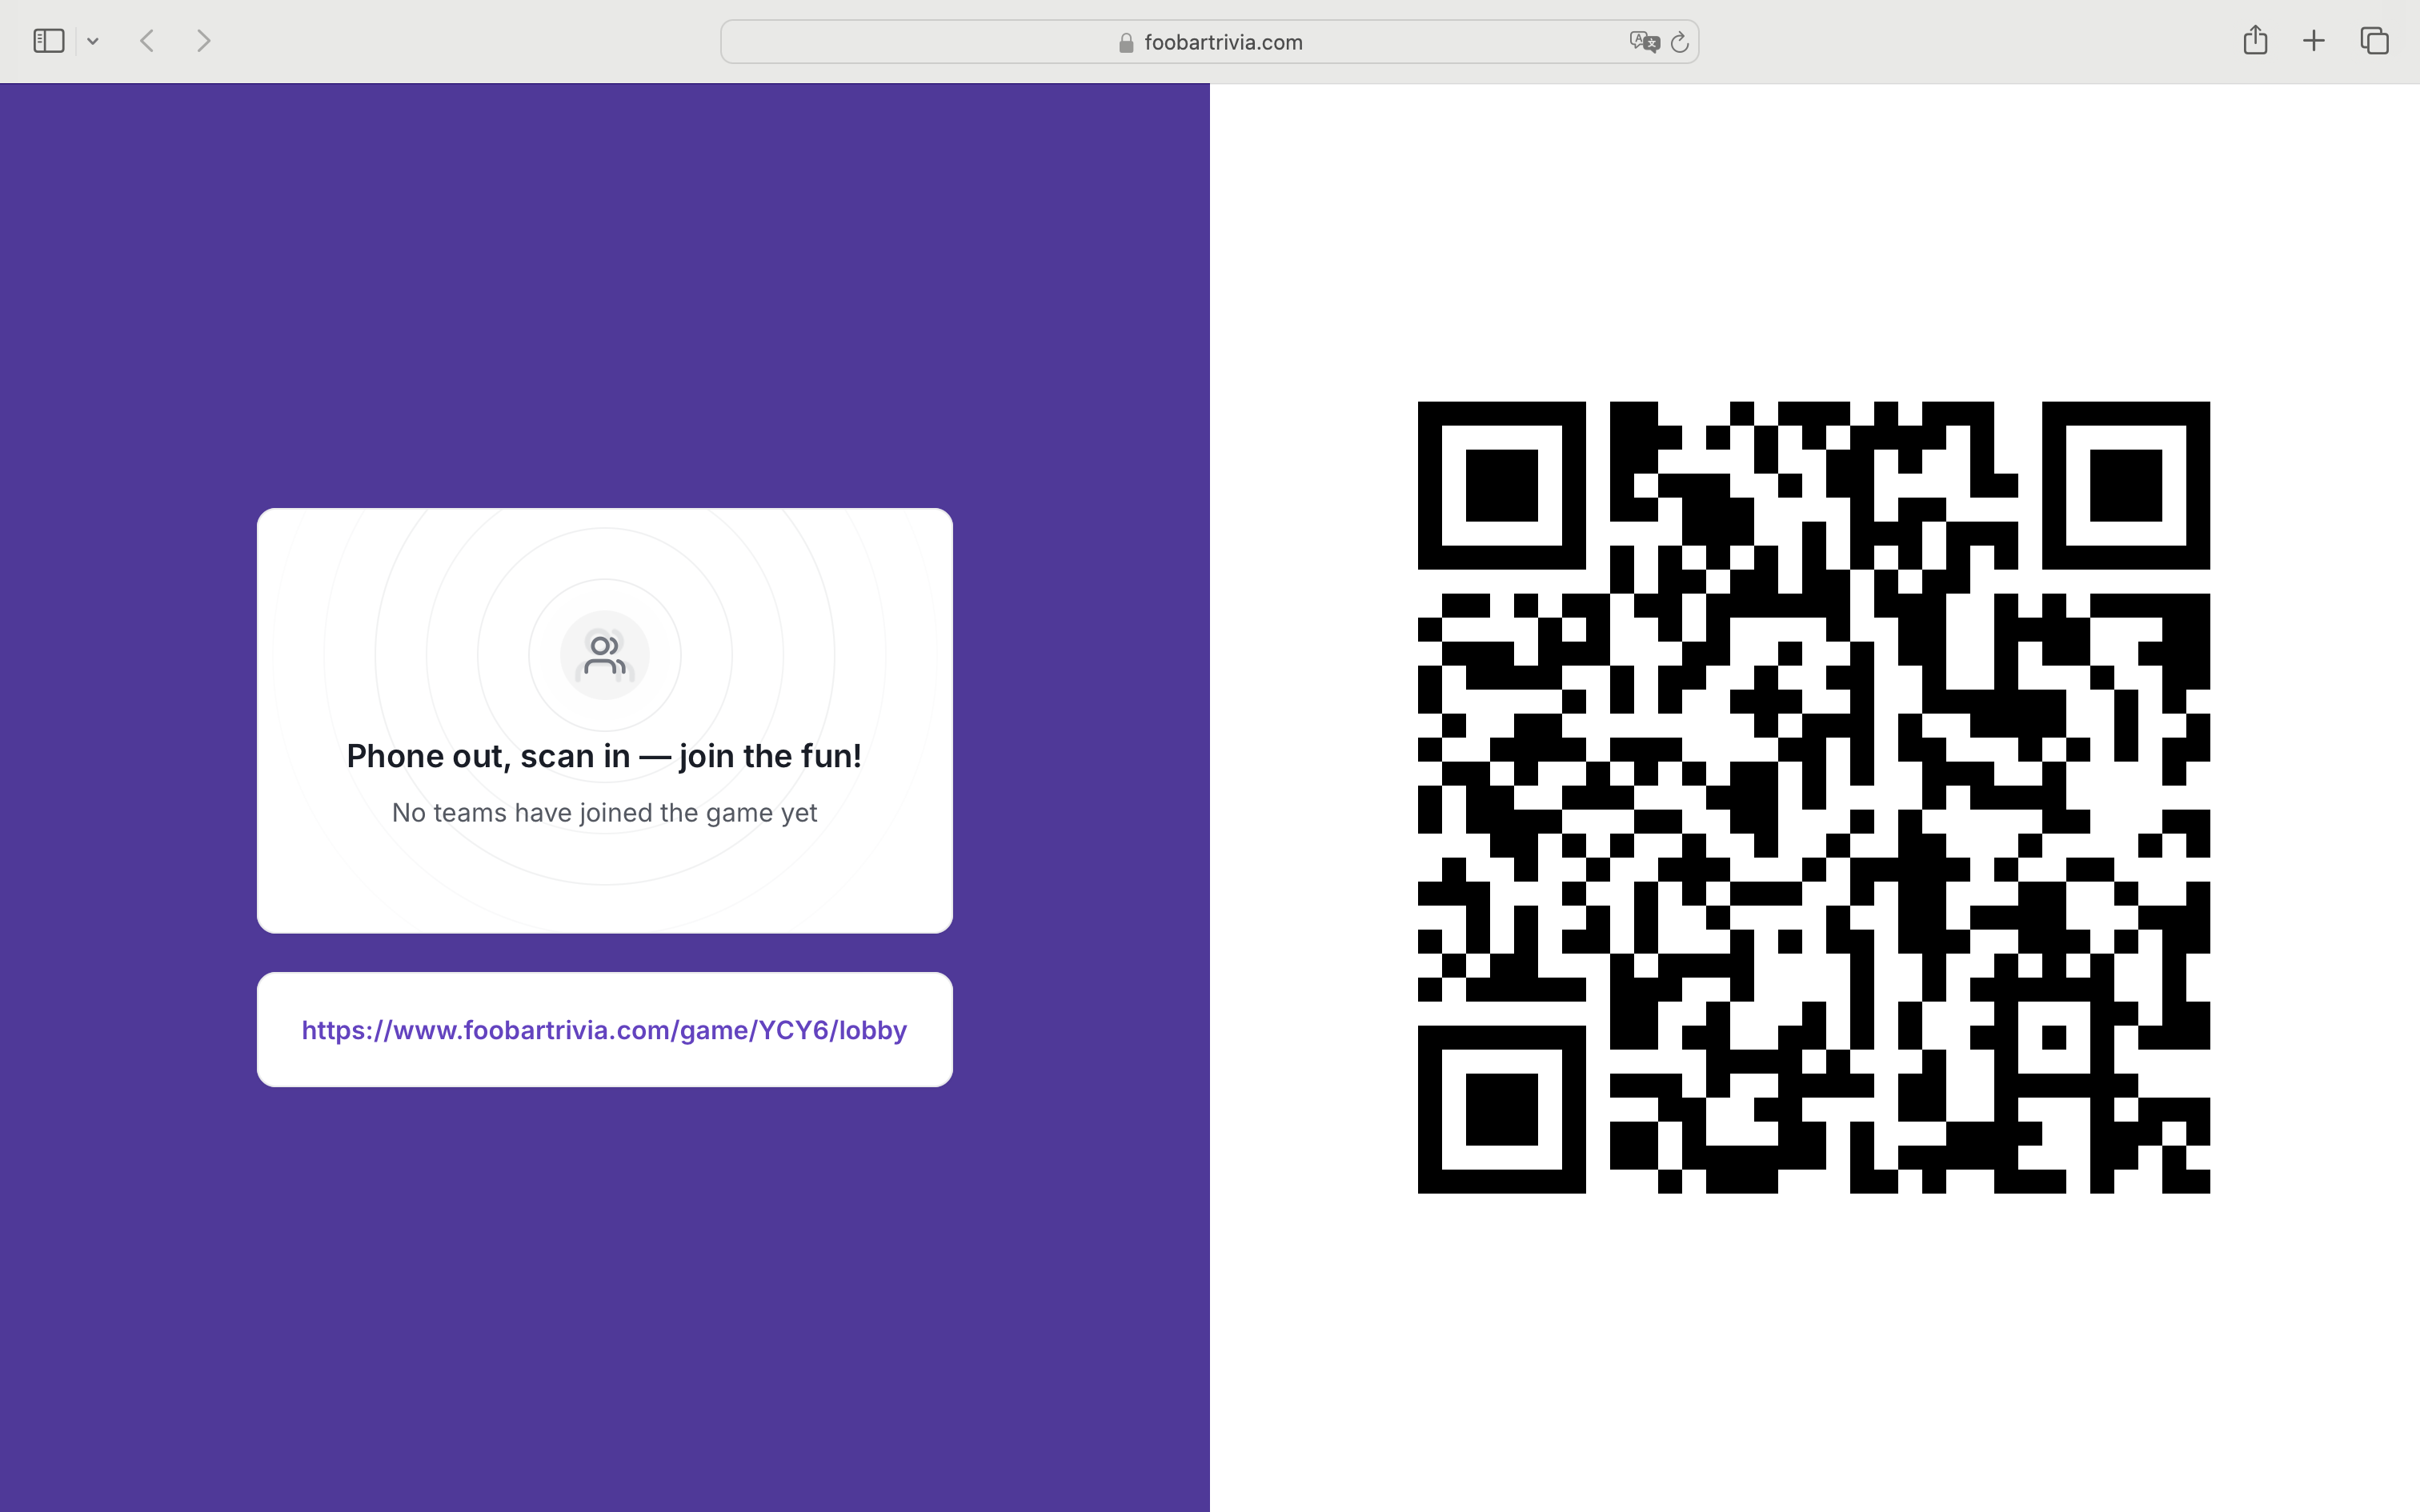 foobartrivia.com
Phone out, scan in — join the fun!
No teams have joined the game yet
https://www.foobartrivia.com/game/YCY6/lobby